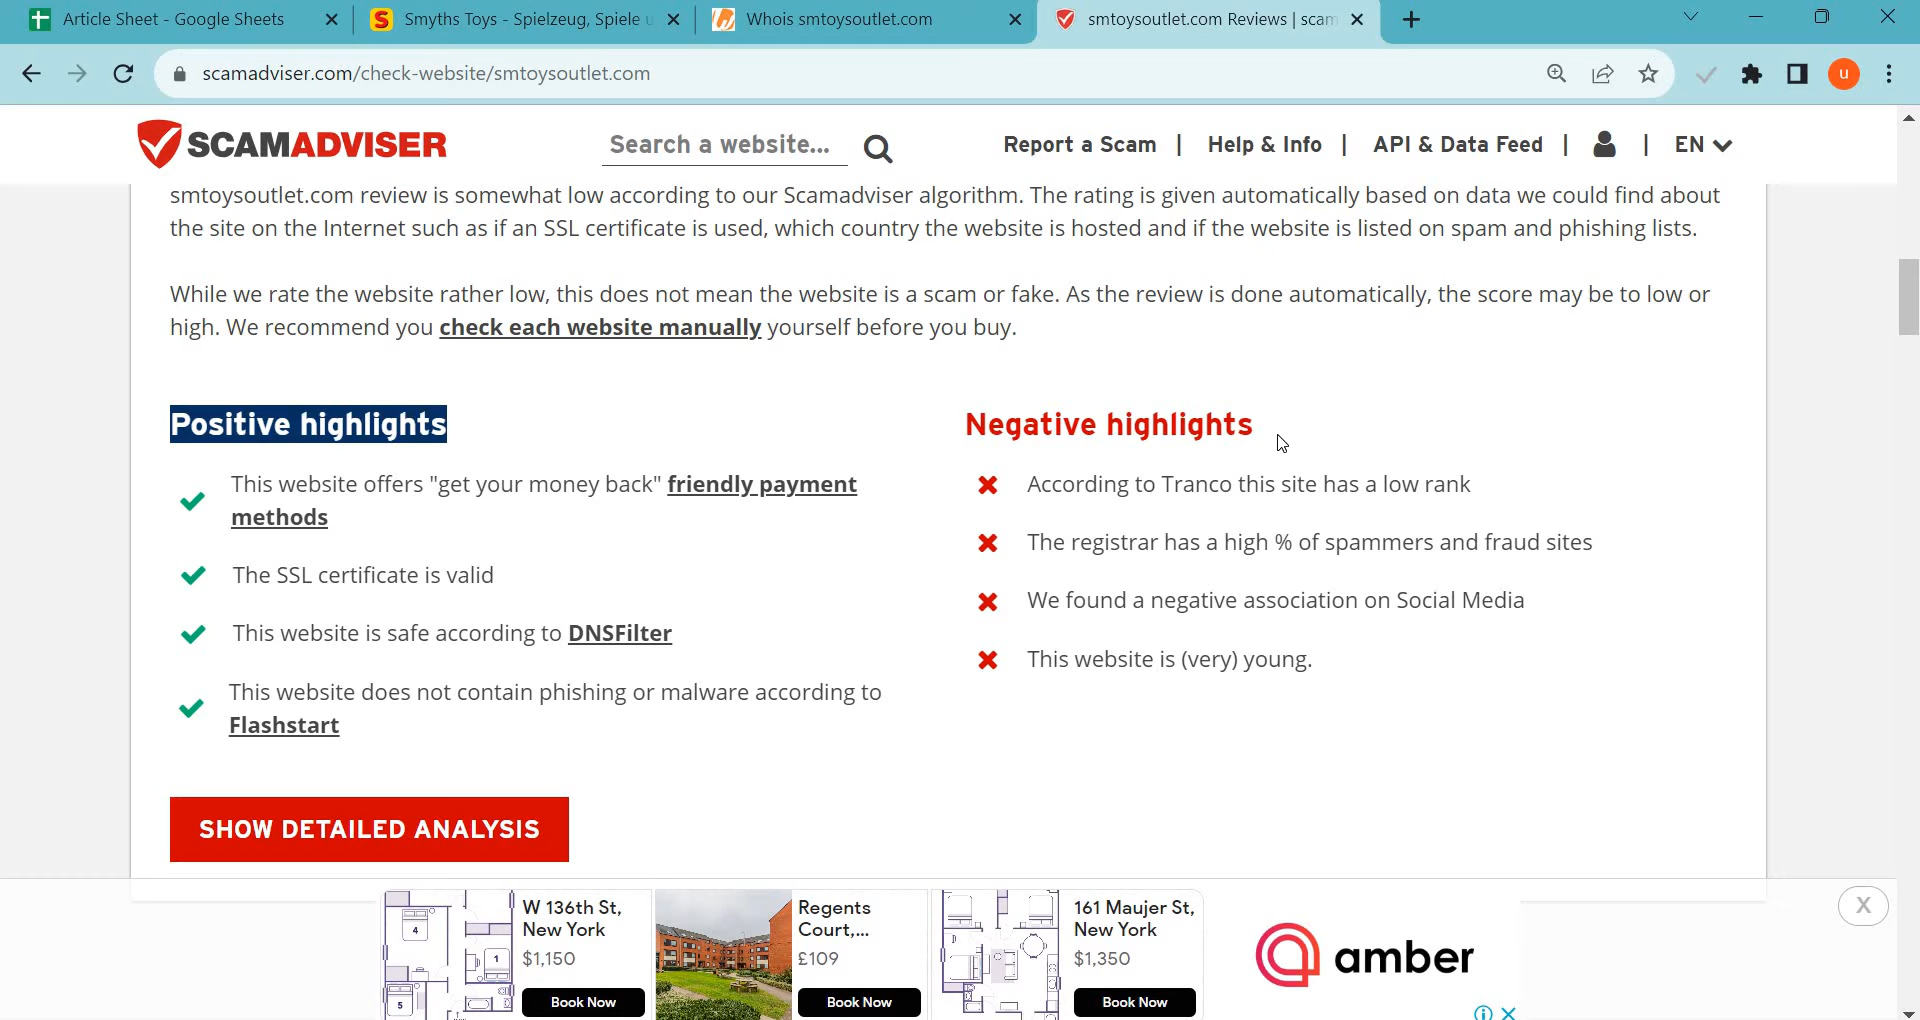 Article Sheet - Google Sheets
Smyths Toys - Spielzeug, Spiele u
Whois smtoysoutlet.com
smtoysoutlet.com Reviews | scam
scamadviser.com/check-website/smtoysoutlet.com
u
SCAMADVISER
Search a website...
Report a Scam | Help & Info | API & Data Feed | | EN
smtoysoutlet.com review is somewhat low according to our Scamadviser algorithm. The rating is given automatically based on data we could find about
the site on the Internet such as if an SSL certificate is used, which country the website is hosted and if the website is listed on spam and phishing lists.
While we rate the website rather low, this does not mean the website is a scam or fake. As the review is done automatically, the score may be to low or
high. We recommend you check each website manually yourself before you buy.
Positive highlights
This website offers "get your money back" friendly payment
methods
The SSL certificate is valid
This website is safe according to DNSFilter
This website does not contain phishing or malware according to
Flashstart
Negative highlights
According to Tranco this site has a low rank
The registrar has a high % of spammers and fraud sites
We found a negative association on Social Media
This website is (very) young.
SHOW DETAILED ANALYSIS
4
1
5
W 136th St,
New York
$1,150
Book Now
Regents
Court,...
£109
Book Now
161 Maujer St,
New York
$1,350
Book Now
amber
X